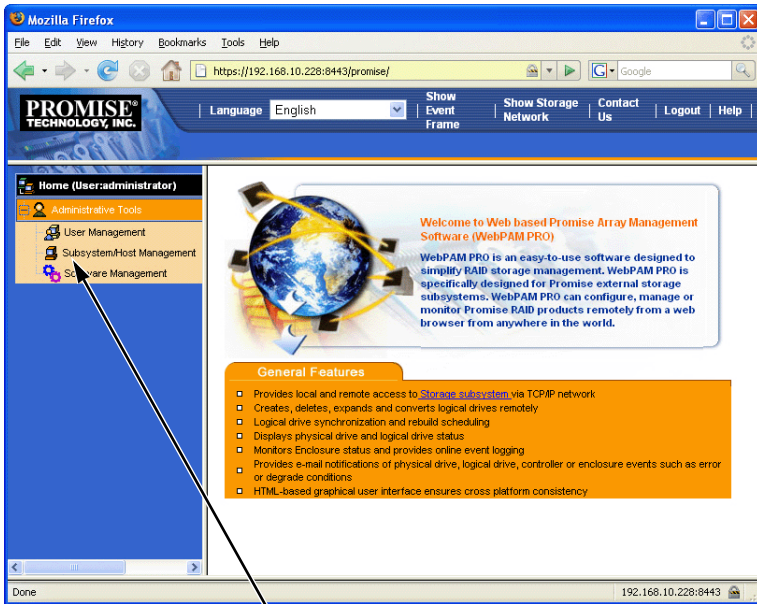 Mozilla Firefox
File Edit View History Bookmarks Tools Help
https://192.168.10.228:8443/promise/
G Google
PROMISE®
TECHNOLOGY, INC.
Language English
Show Event Frame
Show Storage Network
Contact Us
Logout
Help
Home (User:administrator)
Administrative Tools
User Management
Subsystem/Host Management
Software Management
Welcome to Web based Promise Array Management
Software (WebPAM PRO)
WebPAM PRO is an easy-to-use software designed to
simplify RAID storage management. WebPAM PRO is
specifically designed for Promise external storage
subsystems. WebPAM PRO can configure, manage or
monitor Promise RAID products remotely from a web
browser from anywhere in the world.
General Features
Provides local and remote access to Storage subsystem via TCP/IP network
Creates, deletes, expands and converts logical drives remotely
Logical drive synchronization and rebuild scheduling
Displays physical drive and logical drive status
Monitors Enclosure status and provides online event logging
Provides e-mail notifications of physical drive, logical drive, controller or enclosure events such as error
or degrade conditions
HTML-based graphical user interface ensures cross platform consistency
Done
192.168.10.228:8443